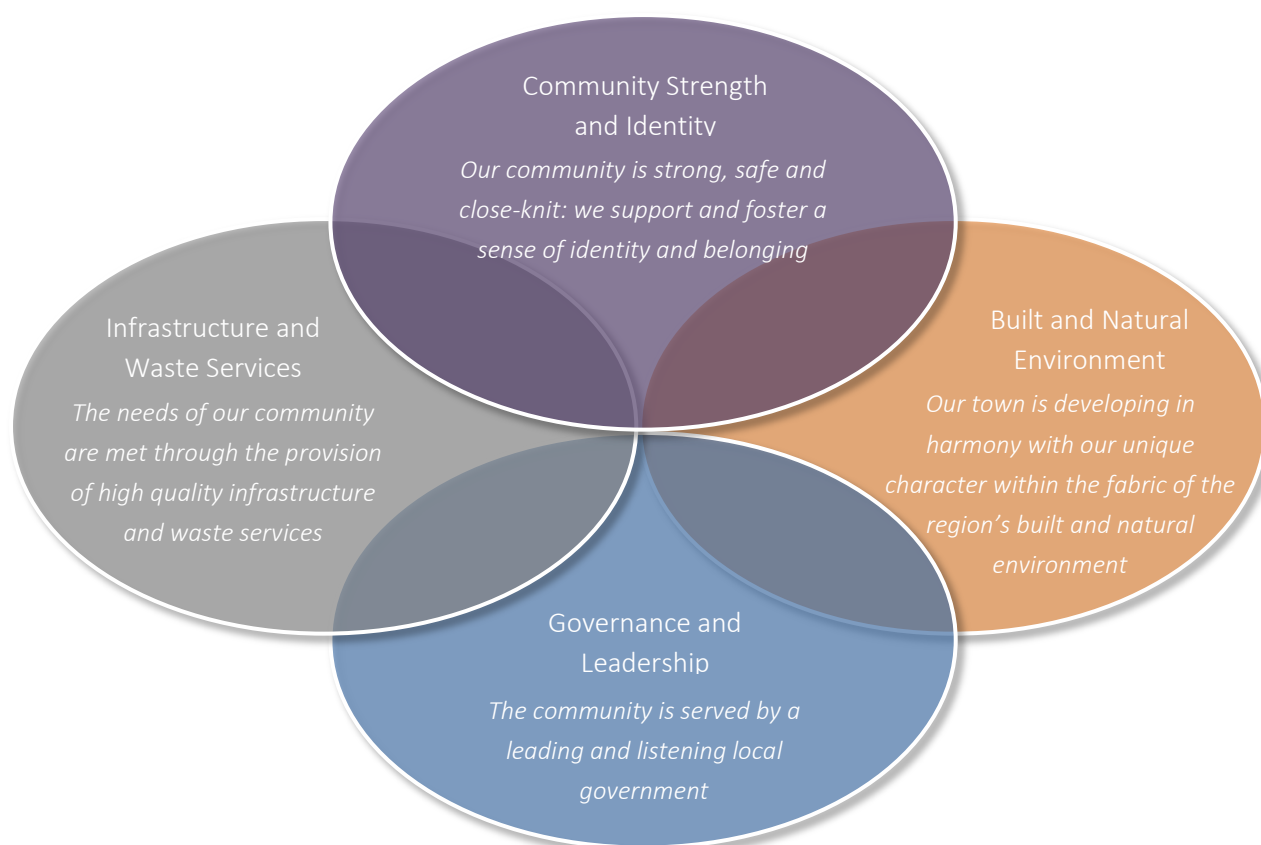 Community Strength
and Identity
Our community is strong, safe and
close-knit: we support and foster a
sense of identity and belonging
Infrastructure and
Waste Services
The needs of our community
are met through the provision
of high quality infrastructure
and waste services
Built and Natural
Environment
Our town is developing in
harmony with our unique
character within the fabric of the
region’s built and natural
environment
Governance and
Leadership
The community is served by a
leading and listening local
government